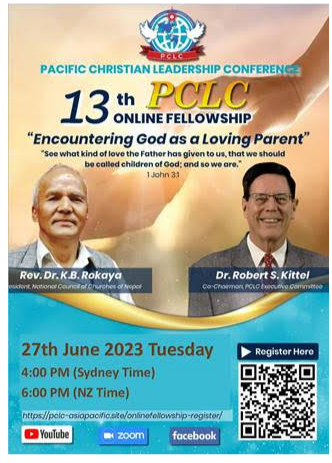 PCLC
PACIFIC CHRISTIAN LEADERSHIP CONFERENCE
13th PCLC
ONLINE FELLOWSHIP
“Encountering God as a Loving Parent”
"See what kind of love the Father has given to us, that we should
be called children of God; and so we are."
1 John 3:1
Rev. Dr. K.B. Rokaya
esident, National Council of Churches of Nepal
Dr. Robert S. Kittel
Co-Chairman, PCLC Executive Committee
27th June 2023 Tuesday
4:00 PM (Sydney Time)
6:00 PM (NZ Time)
Register Here
https://pclc-asiapacific.site/onlinefellowship-register/
YouTube
zoom
facebook